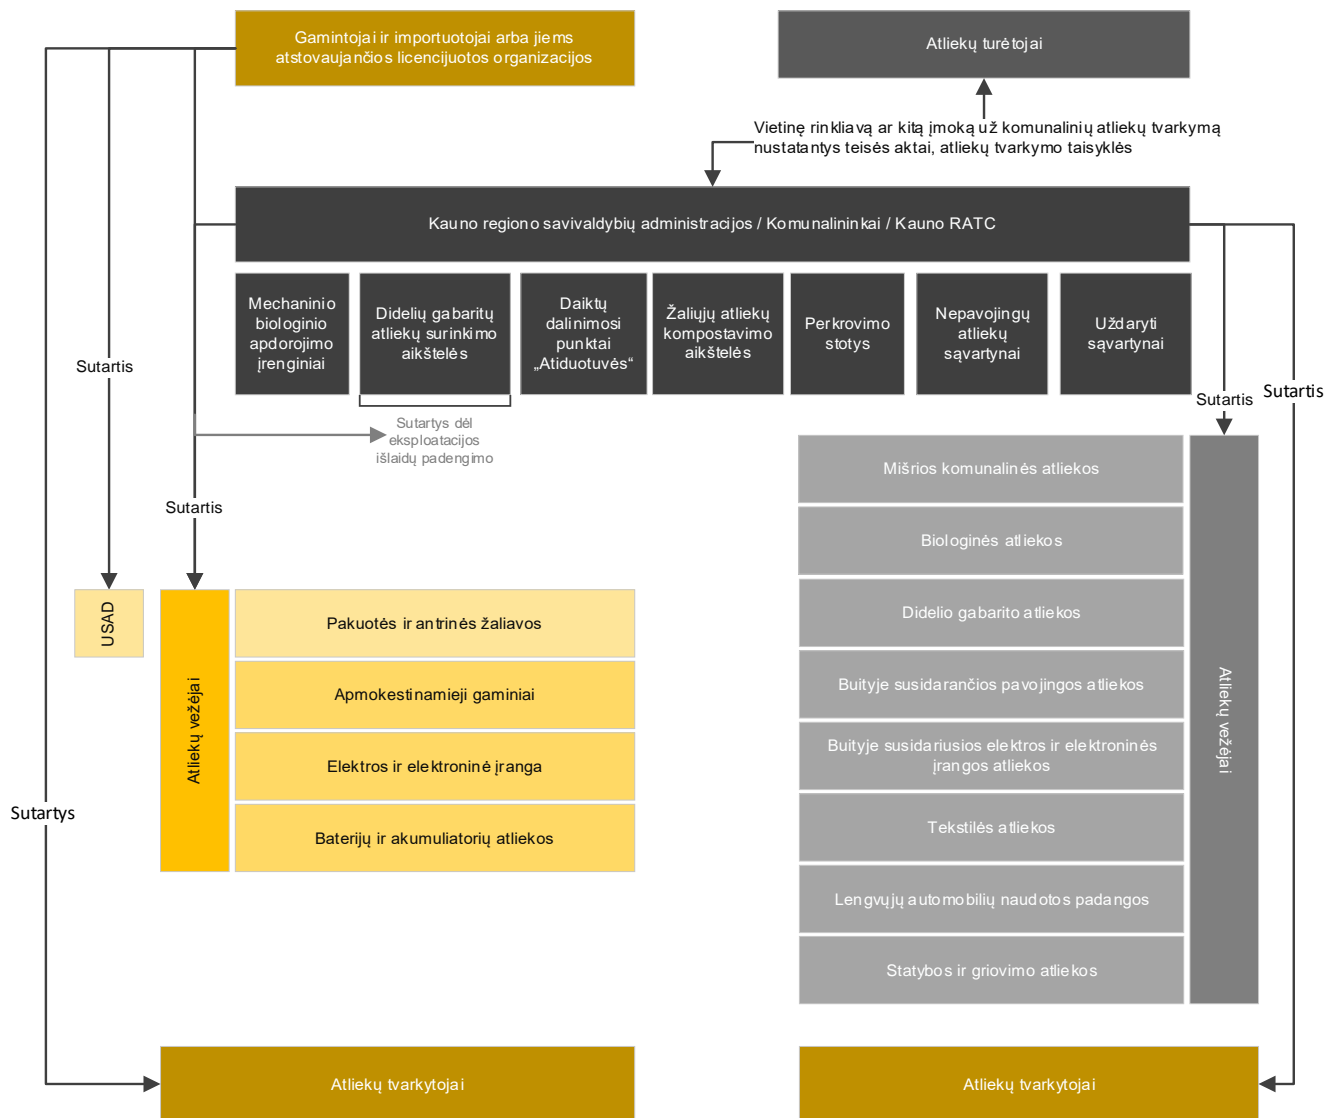 Gamintojai ir importuotojai arba jiems
atstovaujančios licencijuotos organizacijos
Atliekų turėtojai
Vietinę rinkliavą ar kitą įmoką už komunalinių atliekų tvarkymą
nustatantys teisės aktai, atliekų tvarkymo taisyklės
Kauno regiono savivaldybių administracijos / Komunalininkai / Kauno RATC
Mechaninio
biologinio
apdorojimo
įrenginiai
Didelių gabaritų
atliekų surinkimo
aikštelės
Daiktų
dalinimosi
punktai
„Atiduotuvės“
Žaliųjų atliekų
kompostavimo
aikštelės
Perkrovimo
stotys
Nepavojingų
atliekų
sąvartynai
Uždaryti
sąvartynai
Sutartis
Sutartis
Sutartis
Sutartys dėl
eksploatacijos
išlaidų padengimo
Sutartis
USAD
Atliekų vežėjai
Pakuotės ir antrinės žaliavos
Apmokestinamieji gaminiai
Elektros ir elektroninė įranga
Baterijų ir akumuliatorių atliekos
Mišrios komunalinės atliekos
Biologinės atliekos
Didelio gabarito atliekos
Buityje susidarančios pavojingos atliekos
Buityje susidariusios elektros ir elektroninės
įrangos atliekos
Tekstilės atliekos
Lengvųjų automobilių naudotos padangos
Statybos ir griovimo atliekos
Atliekų vežėjai
Sutartys
Atliekų tvarkytojai
Atliekų tvarkytojai